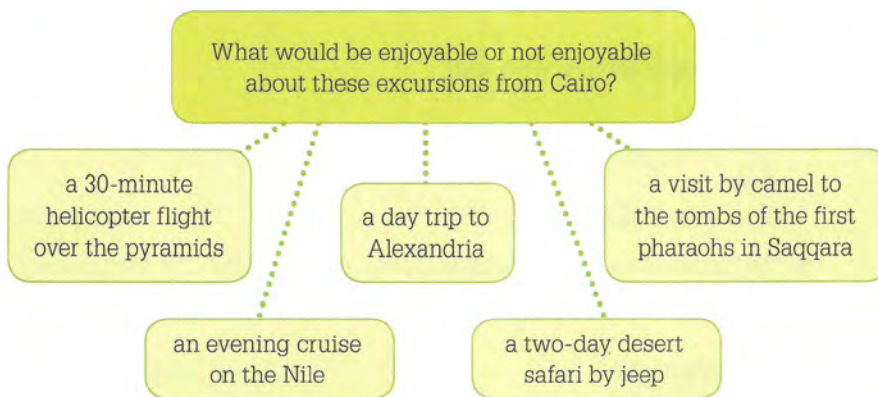 What would be enjoyable or not enjoyable
about these excursions from Cairo?
a 30-minute
helicopter flight
over the pyramids
a day trip to
Alexandria
a visit by camel to
the tombs of the first
pharaohs in Saqqara
an evening cruise
on the Nile
a two-day desert
safari by jeep